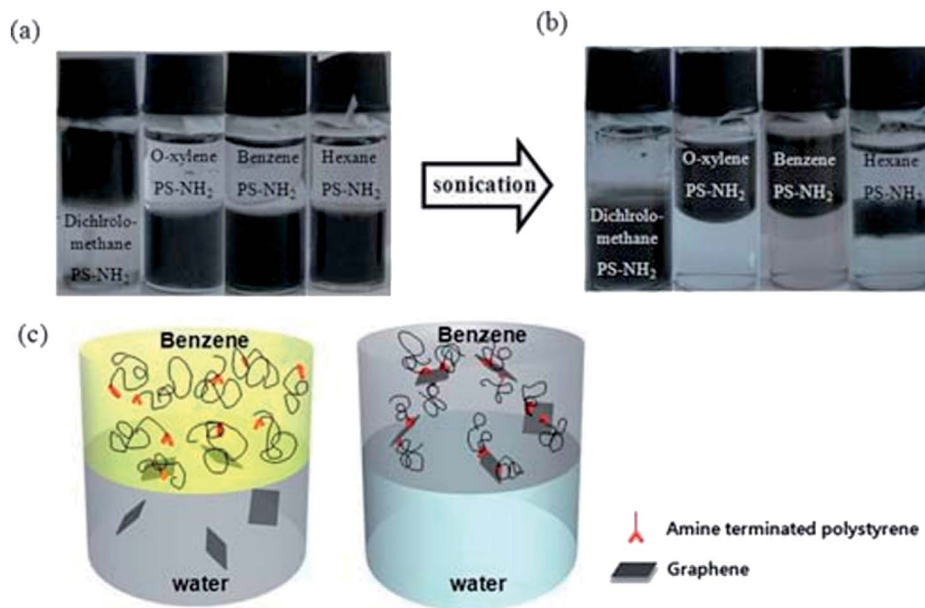 (a)
(b)
O-xylene
PS-NH₂
Benzene
PS-NH₂
Hexane
PS-NH₂
Dichlrolo-
methane
PS-NH₂
sonication
O-xylene
PS-NH₂
Benzene
PS-NH₂
Hexane
PS-NH₂
Dichlrolo-
methane
PS-NH₂
(c)
Benzene
water
Benzene
water
Amine terminated polystyrene
Graphene